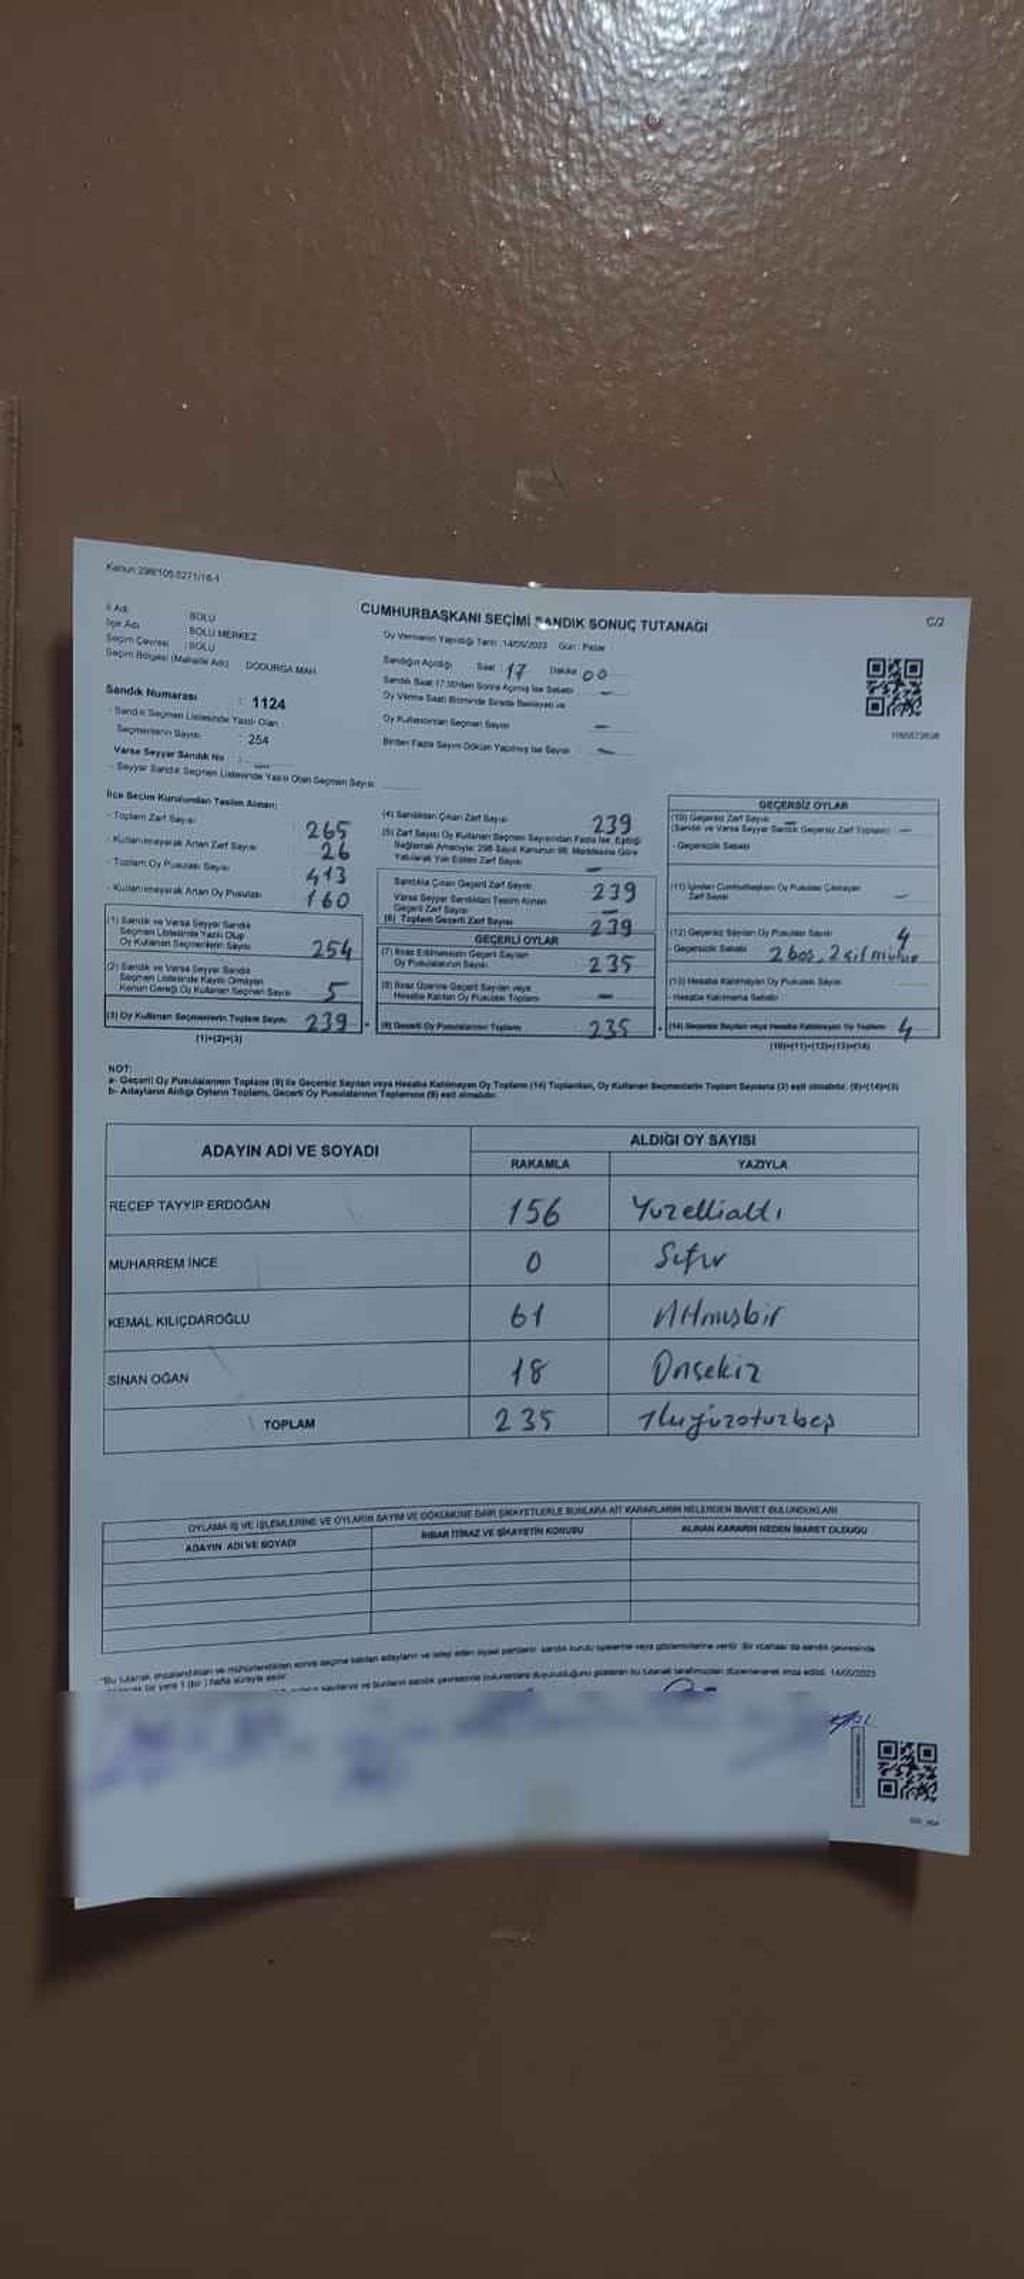 Kanun 298/105 6271/16-1
CUMHURBAŞKANI SEÇİMİ SANDIK SONUÇ TUTANAĞI
C/2
İl Adı : BOLU
İlçe Adı : BOLU MERKEZ
Seçim Çevresi : BOLU
Seçim Bölgesi (Mahalle Adı) DODURGA MAH.
Sandık Numarası : 1124
- Sandık Seçmen Listesinde Yazılı Olan
Seçmenlerin Sayısı : 254
Varsa Seyyar Sandık No :
- Seyyar Sandık Seçmen Listesinde Yazılı Olan Seçmen Sayısı
Oy Vermenin Yapıldığı Tarih : 14/05/2023 Gün : Pazar
Sandığın Açıldığı Saat : 17 Dakika 00
Sandık Saat 17.00'den Sonra Açılmış İse Sebebi
Oy Verme Saati Bitiminde Sırada Bekleyen ve
Oy Kullanan Seçmen Sayısı
Birden Fazla Sayım Döküm Yapılmış İse Sayısı
İlçe Seçim Kurulundan Teslim Alınan:
- Toplam Zarf Sayısı 265
- Kullanılmayarak Artan Zarf Sayısı 26
- Toplam Oy Pusulası Sayısı 413
- Kullanılmayarak Artan Oy Pusulası 160
(1) Sandık ve Varsa Seyyar Sandık
Seçmen Listesinde Yazılı Olup
Oy Kullanan Seçmenlerin Sayısı 254
(2) Sandık ve Varsa Seyyar Sandık
Seçmen Listesinde Kayıtlı Olmayan
Kanun Gereği Oy Kullanan Seçmen Sayısı 5
(3) Oy Kullanan Seçmenlerin Toplam Sayısı 239
(1)+(2)=(3)
(4) Sandıktan Çıkan Zarf Sayısı 239
(5) Zarf Sayısı Oy Kullanan Seçmen Sayısından Fazla İse, Eşitliği
Sağlamak Amacıyla; 298 Sayılı Kanunun 98. Maddesine Göre
Yakılarak Yok Edilen Zarf Sayısı
Sandıkta Çıkan Geçerli Zarf Sayısı 239
Varsa Seyyar Sandıktan Teslim Alınan
Geçerli Zarf Sayısı
(6) Toplam Geçerli Zarf Sayısı 239
GEÇERLİ OYLAR
(7) İtiraz Edilmeksizin Geçerli Sayılan
Oy Pusulalarının Sayısı 235
(8) İtiraz Üzerine Geçerli Sayılan veya
Hesaba Katılan Oy Pusulası Toplamı
(9) Geçerli Oy Pusulalarının Toplamı 235
GEÇERSİZ OYLAR
(10) Geçersiz Zarf Sayısı
(Sandık ve Varsa Seyyar Sandık Geçersiz Zarf Toplamı)
- Geçersizlik Sebebi
(11) İçinden Cumhurbaşkanı Oy Pusulası Çıkmayan
Zarf Sayısı
(12) Geçersiz Sayılan Oy Pusulası Sayısı 4
Geçersizlik Sebebi 2 boş, 2 çift mühür
(13) Hesaba Katılmayan Oy Pusulası Sayısı
- Hesaba Katılmama Sebebi
(14) Geçersiz Sayılan veya Hesaba Katılmayan Oy Toplamı 4
(10)+(11)+(12)+(13)=(14)
NOT:
a- Geçerli Oy Pusulalarının Toplamı (9) ile Geçersiz Sayılan veya Hesaba Katılmayan Oy Toplamı (14) Toplamları, Oy Kullanan Seçmenlerin Toplam Sayısına (3) eşit olmalıdır. (9)+(14)=(3)
b- Adayların Aldığı Oyların Toplamı, Geçerli Oy Pusulalarının Toplamına (9) eşit olmalıdır.
ADAYIN ADI VE SOYADI
ALDIĞI OY SAYISI
RAKAMLA YAZIYLA
RECEP TAYYİP ERDOĞAN 156 Yüzellialtı
MUHARREM İNCE 0 Sıfır
KEMAL KILIÇDAROĞLU 61 Altmışbir
SİNAN OĞAN 18 Onsekiz
TOPLAM 235 İkiyüzotuzbeş
OYLAMA İŞ VE İŞLEMLERİNE VE OYLARIN SAYIM VE DÖKÜMÜNE DAİR ŞİKAYETLERLE BUNLARA AİT KARARLARIN NELERDEN İBARET BULUNDUKLARI
ADAYIN ADI VE SOYADI
İHBAR İTİRAZ VE ŞİKAYETİN KONUSU
ALINAN KARARIN NEDEN İBARET OLDUĞU